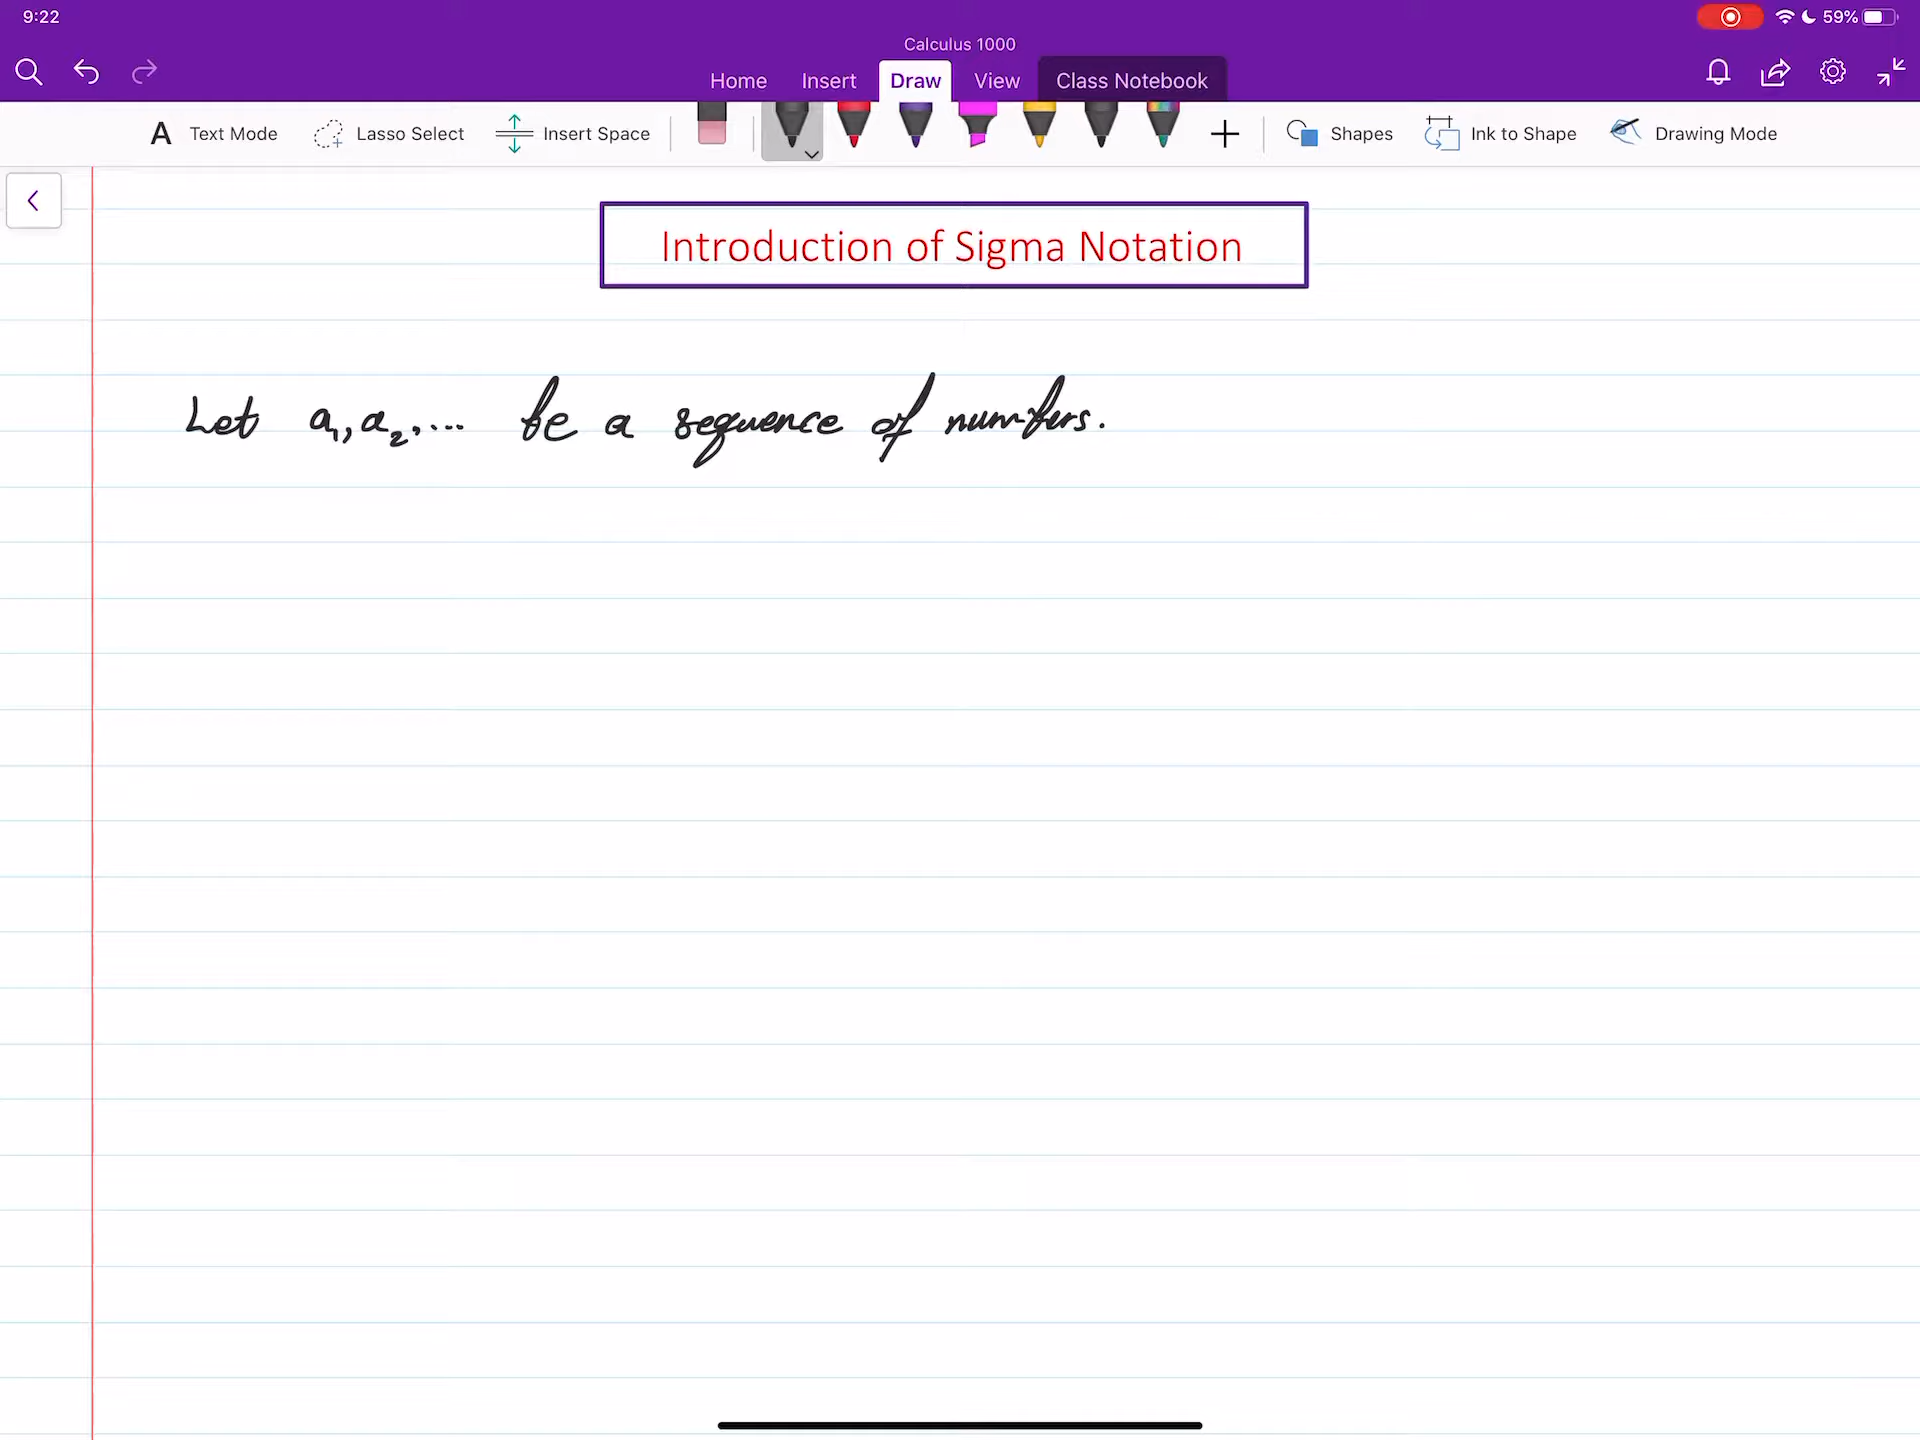 9:22
59%
Calculus 1000
Home Insert Draw View Class Notebook
A Text Mode Lasso Select Insert Space Shapes Ink to Shape Drawing Mode
Introduction of Sigma Notation
Let a₁, a₂, ... be a sequence of numbers.